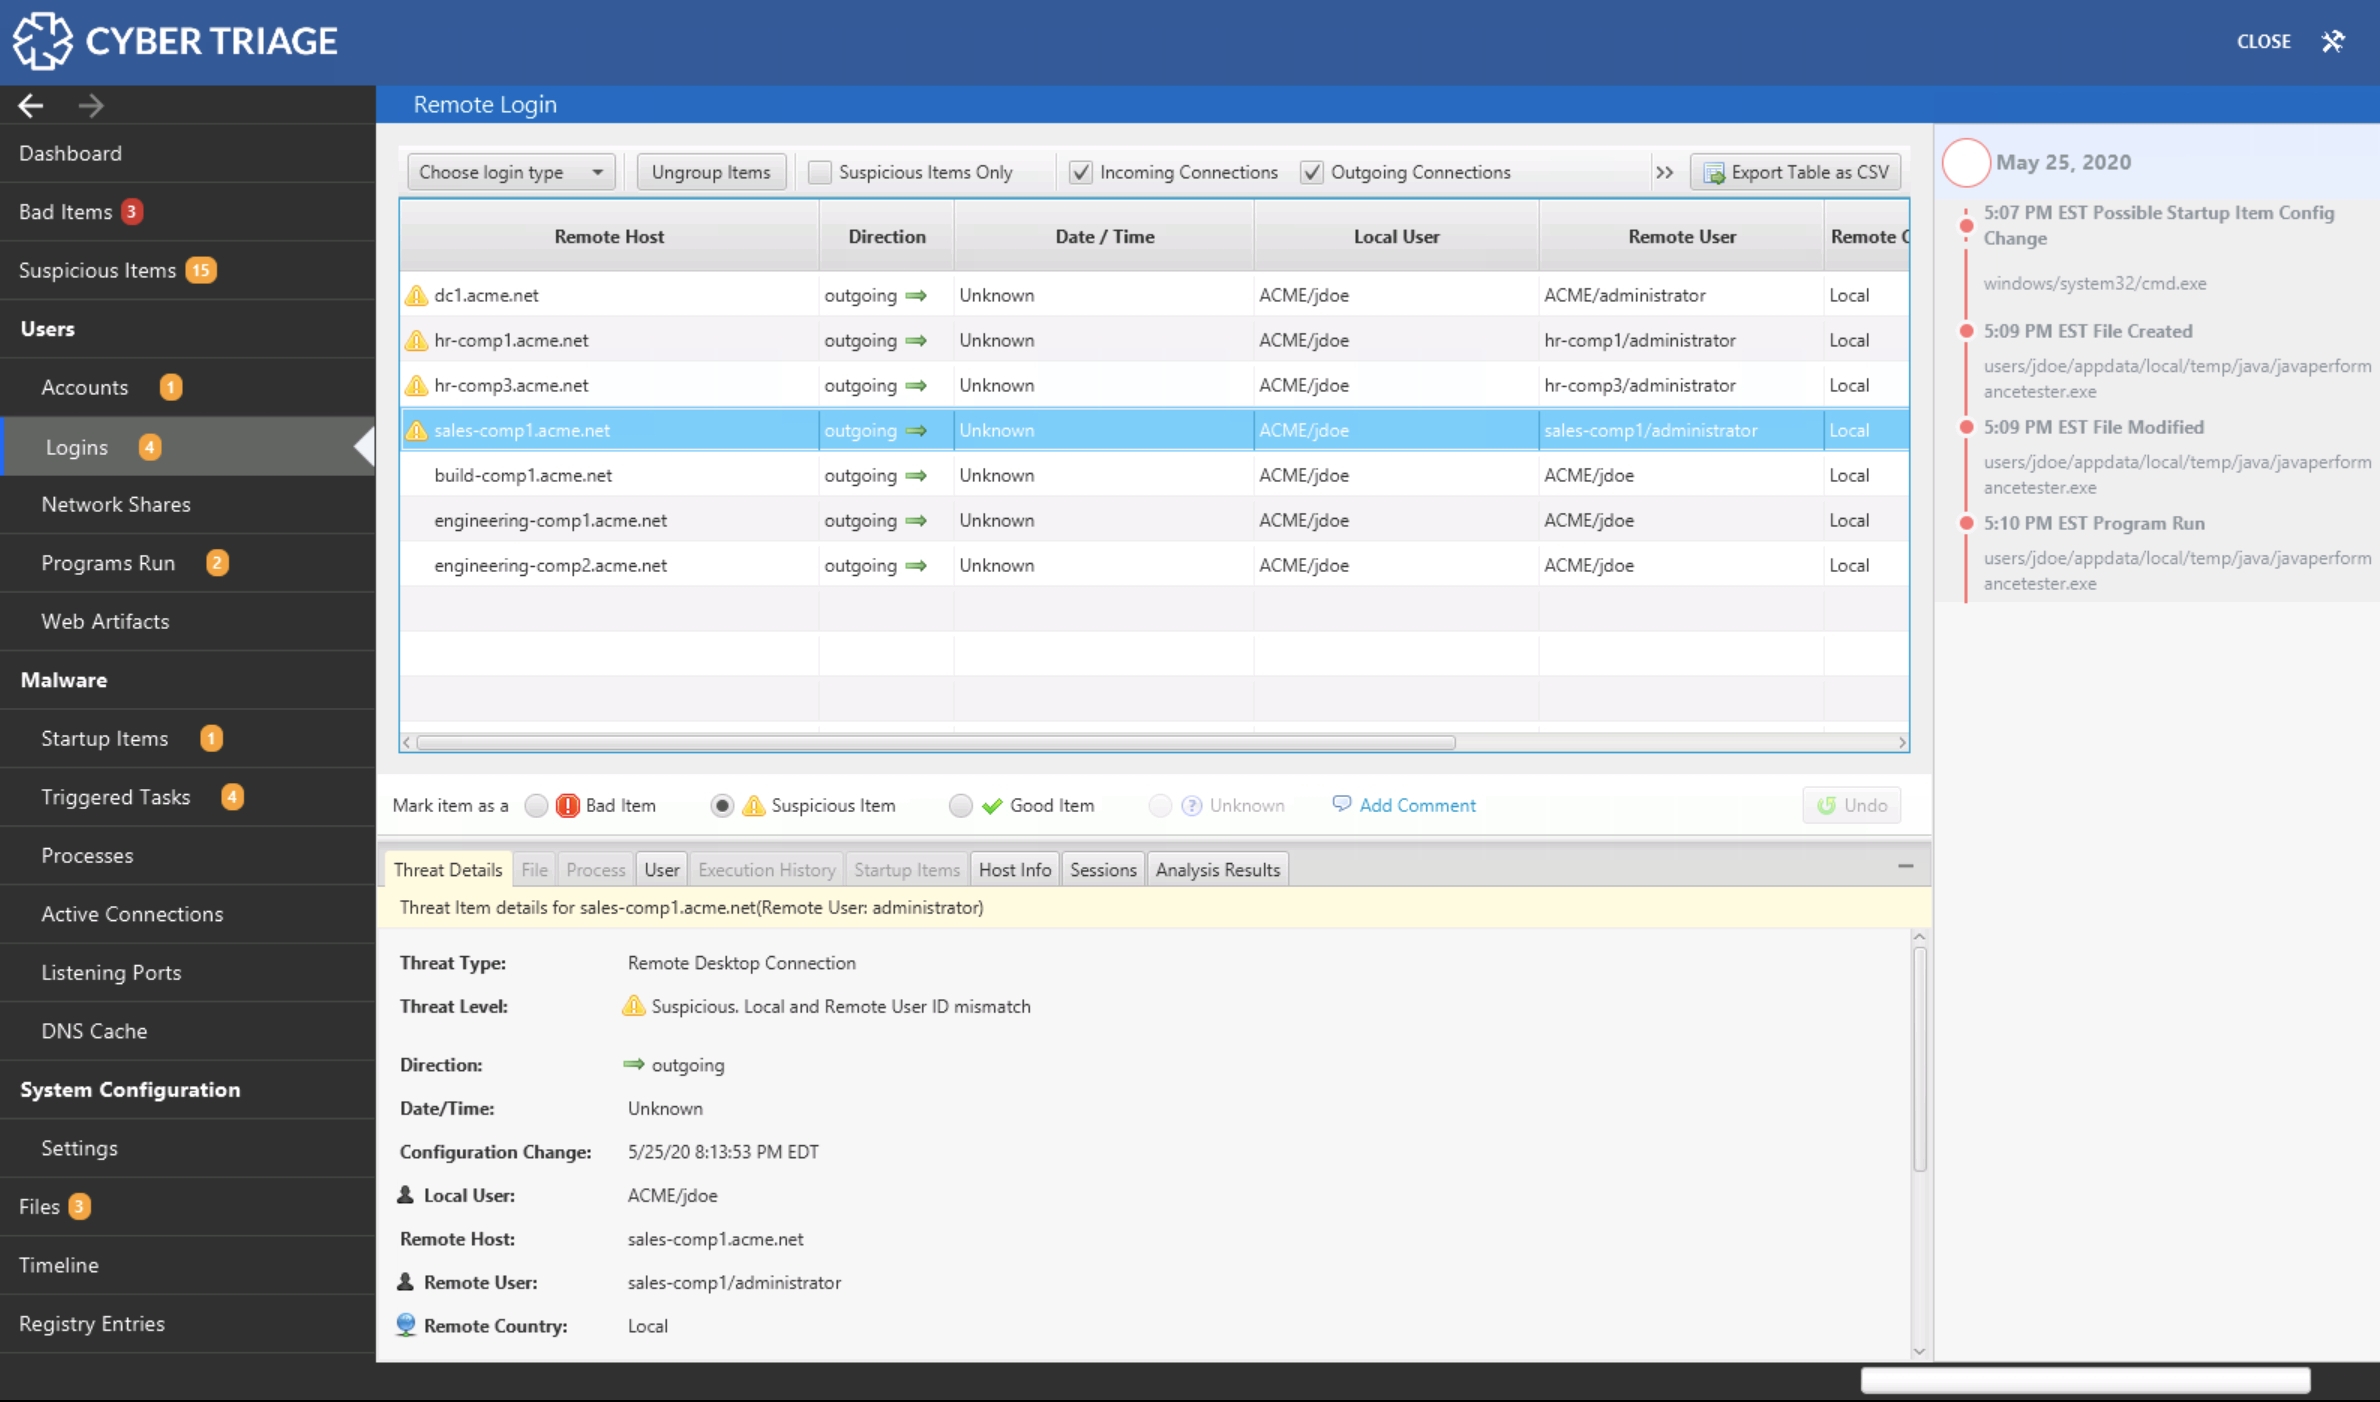 CYBER TRIAGE
CLOSE
Remote Login
Dashboard
Bad Items 3
Suspicious Items 15
Users
Accounts 1
Logins 4
Network Shares
Programs Run 2
Web Artifacts
Malware
Startup Items 1
Triggered Tasks 4
Processes
Active Connections
Listening Ports
DNS Cache
System Configuration
Settings
Files 3
Timeline
Registry Entries
Choose login type Ungroup Items Suspicious Items Only Incoming Connections Outgoing Connections >> Export Table as CSV
Remote Host Direction Date / Time Local User Remote User Remote C
dc1.acme.net outgoing Unknown ACME/jdoe ACME/administrator Local
hr-comp1.acme.net outgoing Unknown ACME/jdoe hr-comp1/administrator Local
hr-comp3.acme.net outgoing Unknown ACME/jdoe hr-comp3/administrator Local
sales-comp1.acme.net outgoing Unknown ACME/jdoe sales-comp1/administrator Local
build-comp1.acme.net outgoing Unknown ACME/jdoe ACME/jdoe Local
engineering-comp1.acme.net outgoing Unknown ACME/jdoe ACME/jdoe Local
engineering-comp2.acme.net outgoing Unknown ACME/jdoe ACME/jdoe Local
Mark item as a Bad Item Suspicious Item Good Item Unknown Add Comment Undo
Threat Details File Process User Execution History Startup Items Host Info Sessions Analysis Results
Threat Item details for sales-comp1.acme.net(Remote User: administrator)
Threat Type: Remote Desktop Connection
Threat Level: Suspicious. Local and Remote User ID mismatch
Direction: outgoing
Date/Time: Unknown
Configuration Change: 5/25/20 8:13:53 PM EDT
Local User: ACME/jdoe
Remote Host: sales-comp1.acme.net
Remote User: sales-comp1/administrator
Remote Country: Local
May 25, 2020
5:07 PM EST Possible Startup Item Config
Change
windows/system32/cmd.exe
5:09 PM EST File Created
users/jdoe/appdata/local/temp/java/javaperform
ancetester.exe
5:09 PM EST File Modified
users/jdoe/appdata/local/temp/java/javaperform
ancetester.exe
5:10 PM EST Program Run
users/jdoe/appdata/local/temp/java/javaperform
ancetester.exe